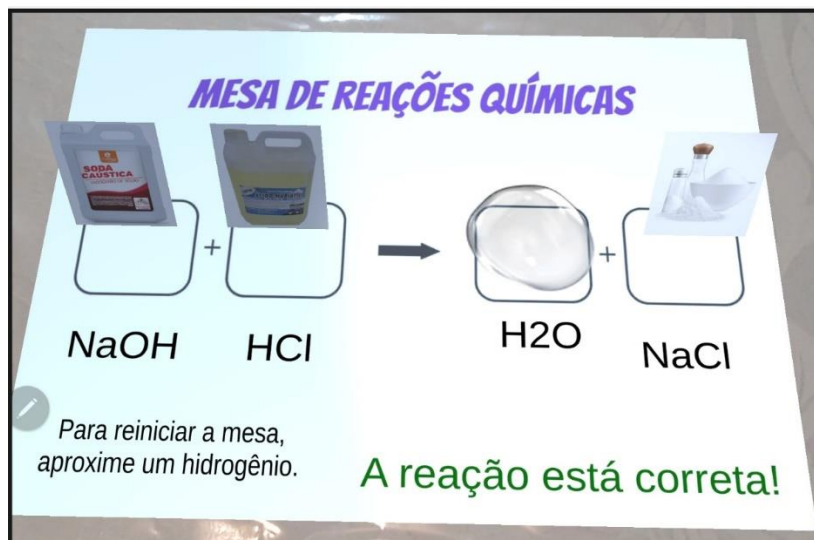 MESA DE REAÇÕES QUÍMICAS
SODA
CAUSTICA
+
+
NaOH
HCl
H2O
NaCl
Para reiniciar a mesa,
aproxime um hidrogênio.
A reação está correta!